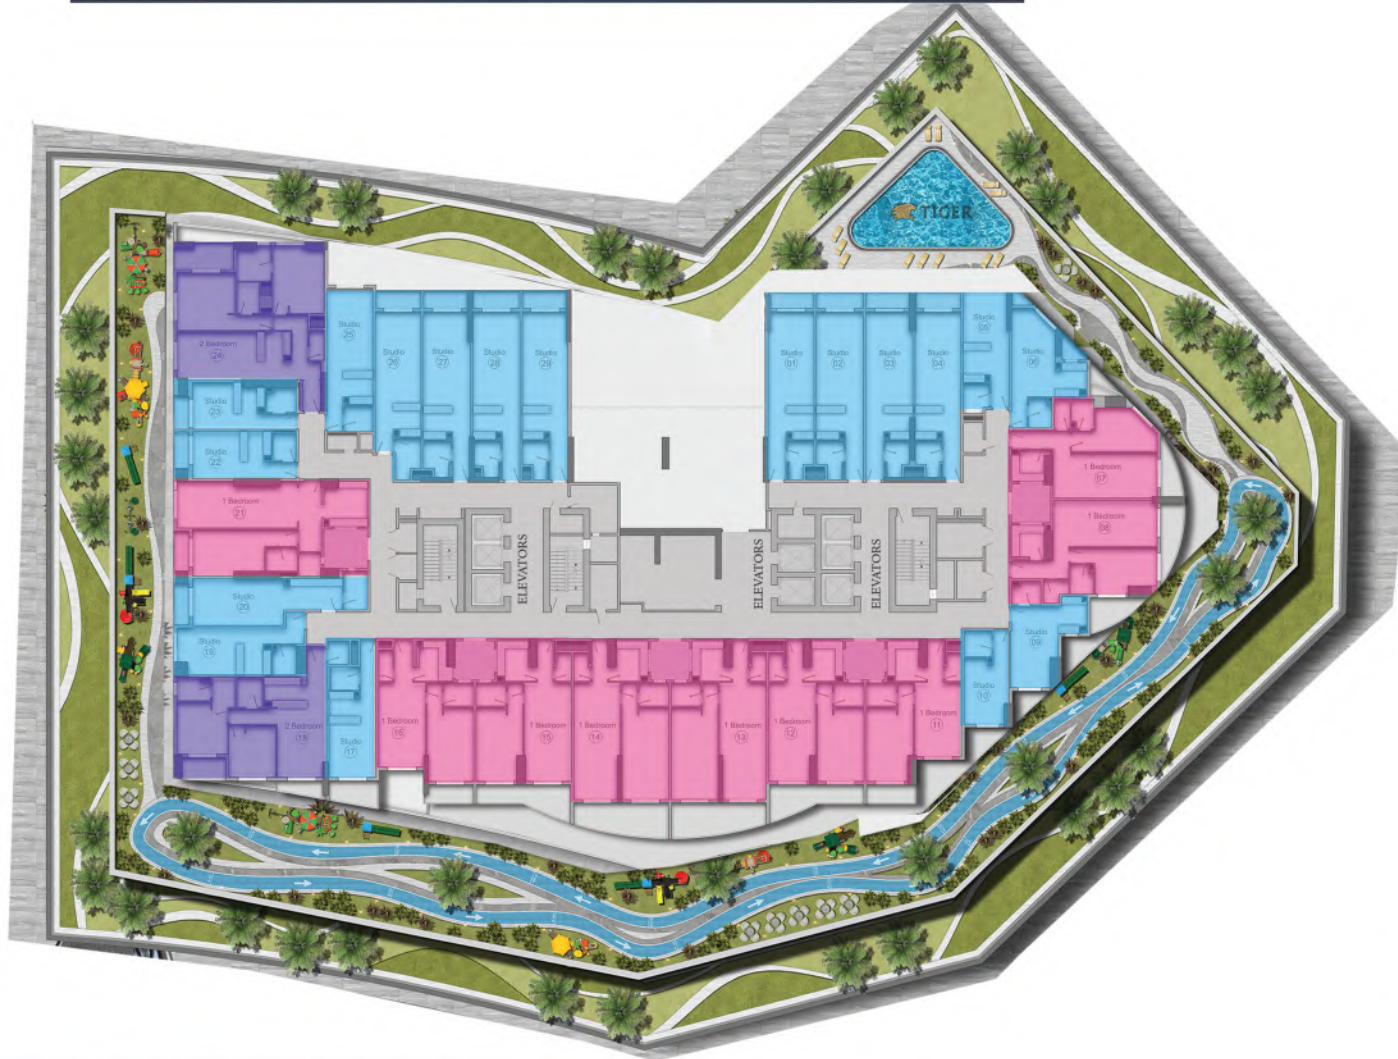 TIGER
2 Bedroom
24
Studio
25
Studio
26
Studio
27
Studio
28
Studio
29
Studio
01
Studio
02
Studio
03
Studio
04
Studio
05
Studio
06
Studio
23
Studio
22
1 Bedroom
21
1 Bedroom
07
1 Bedroom
08
ELEVATORS
ELEVATORS
ELEVATORS
Studio
20
Studio
19
Studio
09
Studio
10
2 Bedroom
18
Studio
17
1 Bedroom
16
1 Bedroom
15
1 Bedroom
14
1 Bedroom
13
1 Bedroom
12
1 Bedroom
11